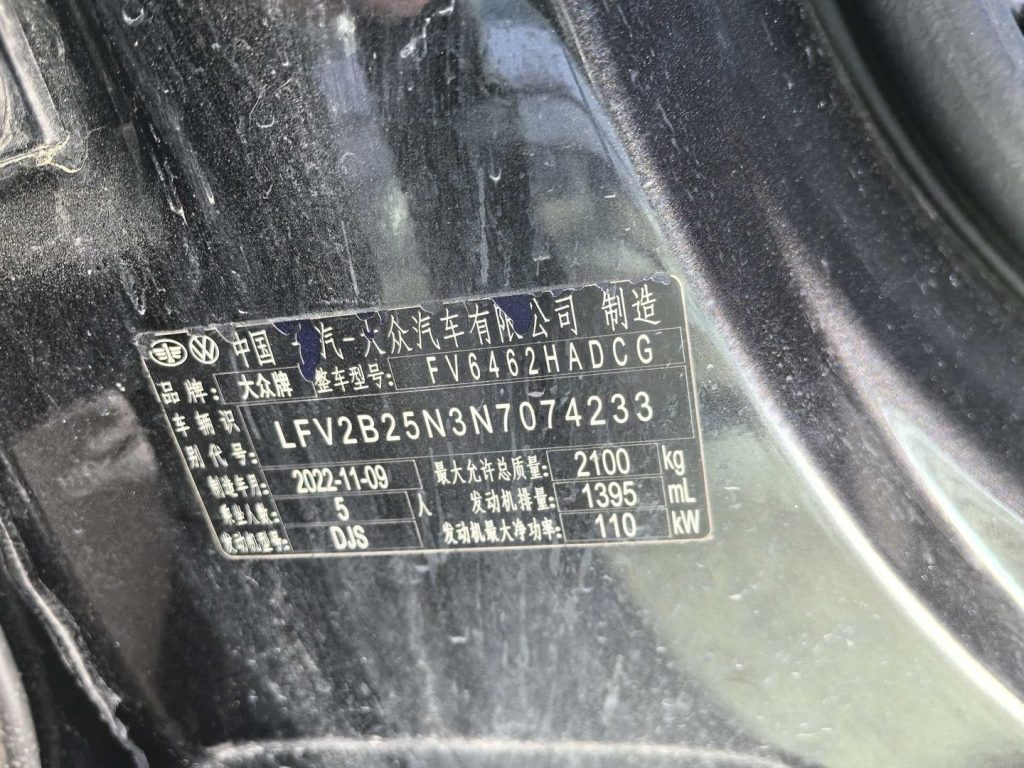 中国 一汽-大众汽车有限公司 制造
品牌: 大众牌 整车型号: FV6462HADCG
车辆识别代号: LFV2B25N3N7074233
制造年月: 2022-11-09 最大允许总质量: 2100 kg
乘坐人数: 5 人 发动机排量: 1395 mL
发动机型号: DJS 发动机最大净功率: 110 kW